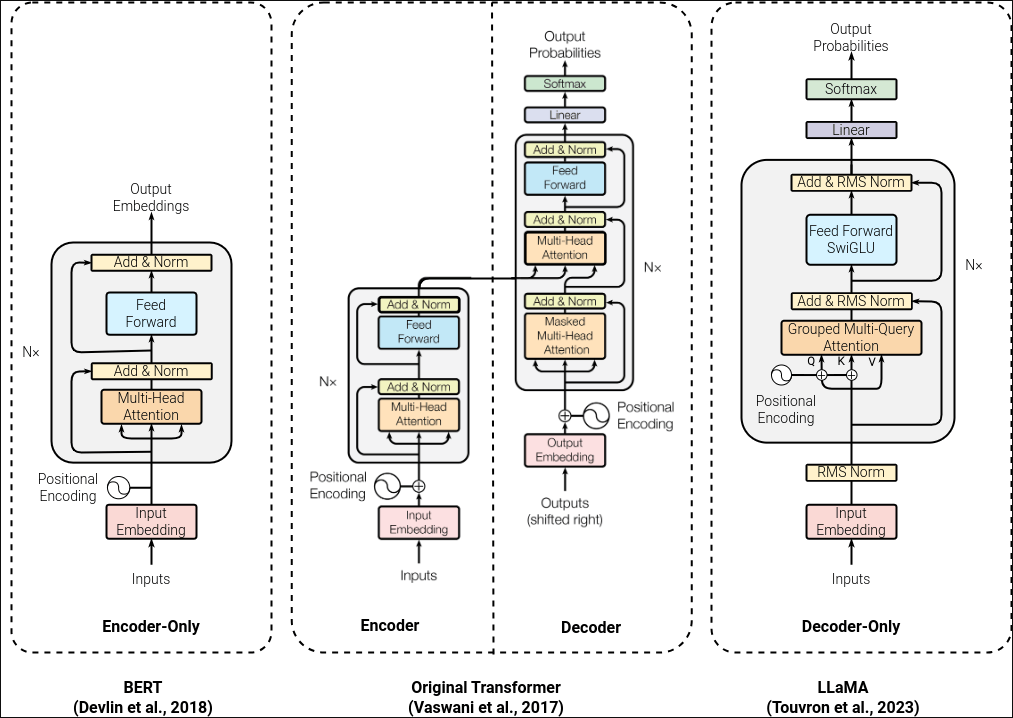 Output
Embeddings
Add & Norm
Feed
Forward
N×
Add & Norm
Multi-Head
Attention
Positional
Encoding
Input
Embedding
Inputs
Encoder-Only
BERT
(Devlin et al., 2018)
Add & Norm
Feed
Forward
N×
Add & Norm
Multi-Head
Attention
Positional
Encoding
Input
Embedding
Inputs
Encoder
Output
Probabilities
Softmax
Linear
Add & Norm
Feed
Forward
Add & Norm
Multi-Head
Attention
N×
Add & Norm
Masked
Multi-Head
Attention
Positional
Encoding
Output
Embedding
Outputs
(shifted right)
Decoder
Original Transformer
(Vaswani et al., 2017)
Output
Probabilities
Softmax
Linear
Add & RMS Norm
Feed Forward
SwiGLU
N×
Add & RMS Norm
Grouped Multi-Query
Attention
Q K V
Positional
Encoding
RMS Norm
Input
Embedding
Inputs
Decoder-Only
LLaMA
(Touvron et al., 2023)